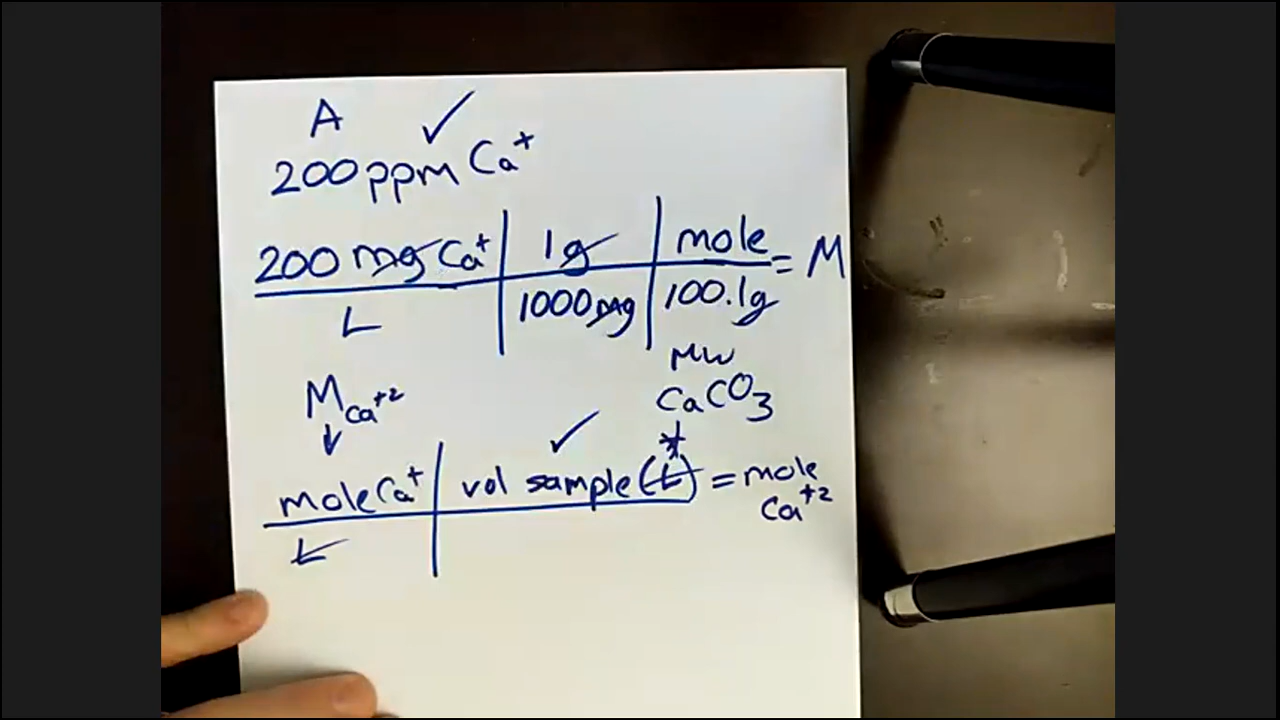 A ✓
200 ppm Ca⁺
200 mg Ca⁺ | 1g | mole = M
L | 1000 mg | 100.1g
MW
CaCO₃
M Ca⁺²
↓
mole Ca⁺ | vol sample (L) = mole Ca⁺²
L
✓
*